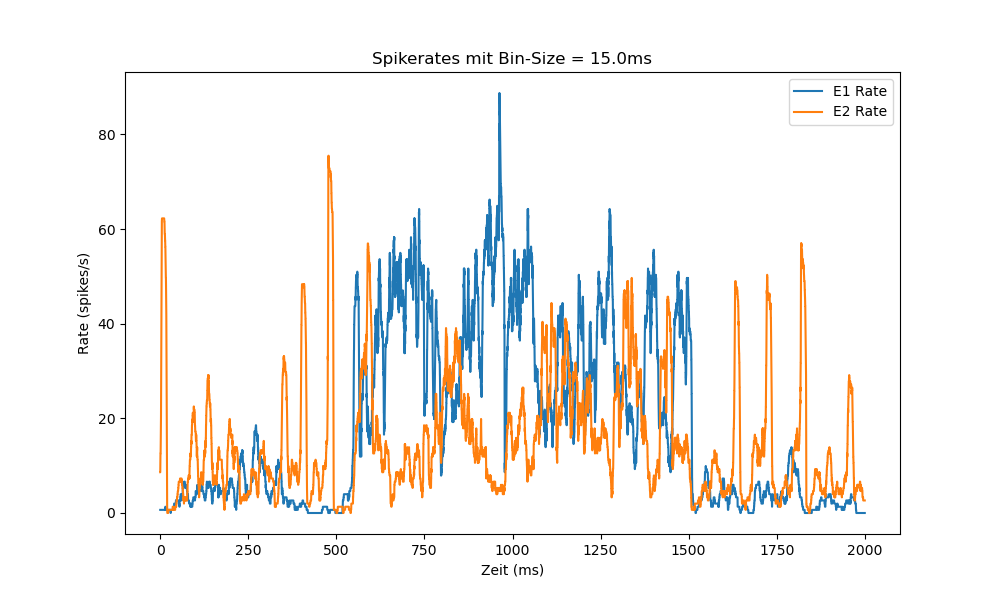 Spikerates mit Bin-Size = 15.0ms
E1 Rate
E2 Rate
80
60
40
20
0
Rate (spikes/s)
0 250 500 750 1000 1250 1500 1750 2000
Zeit (ms)